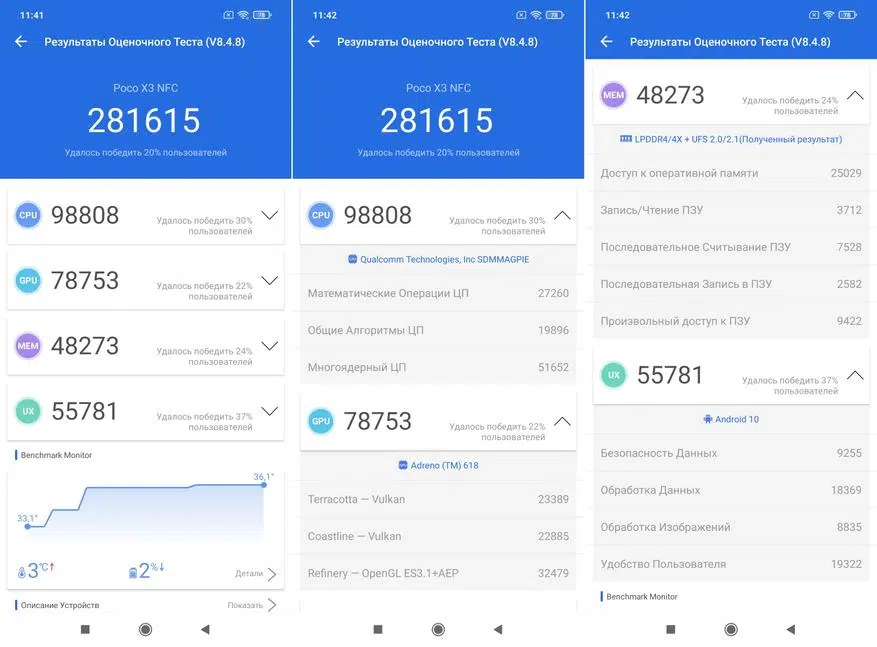 11:41
78
Результаты Оценочного Теста (V8.4.8)
Poco X3 NFC
281615
Удалось победить 20% пользователей
CPU
98808
Удалось победить 30%
пользователей
GPU
78753
Удалось победить 22%
пользователей
MEM
48273
Удалось победить 24%
пользователей
UX
55781
Удалось победить 37%
пользователей
Benchmark Monitor
33,1°
36,1°
3°C↑
2%↓
Детали
Описание Устройств
Показать
11:42
78
Результаты Оценочного Теста (V8.4.8)
Poco X3 NFC
281615
Удалось победить 20% пользователей
CPU
98808
Удалось победить 30%
пользователей
Qualcomm Technologies, Inc SDMMAGPIE
Математические Операции ЦП 27260
Общие Алгоритмы ЦП 19896
Многоядерный ЦП 51652
GPU
78753
Удалось победить 22%
пользователей
Adreno (TM) 618
Terracotta — Vulkan 23389
Coastline — Vulkan 22885
Refinery — OpenGL ES3.1+AEP 32479
11:42
78
Результаты Оценочного Теста (V8.4.8)
MEM
48273
Удалось победить 24%
пользователей
LPDDR4/4X + UFS 2.0/2.1(Полученный результат)
Доступ к оперативной памяти 25029
Запись/Чтение ПЗУ 3712
Последовательное Считывание ПЗУ 7528
Последовательная Запись в ПЗУ 2582
Произвольный доступ к ПЗУ 9422
UX
55781
Удалось победить 37%
пользователей
Android 10
Безопасность Данных 9255
Обработка Данных 18369
Обработка Изображений 8835
Удобство Пользователя 19322
Benchmark Monitor